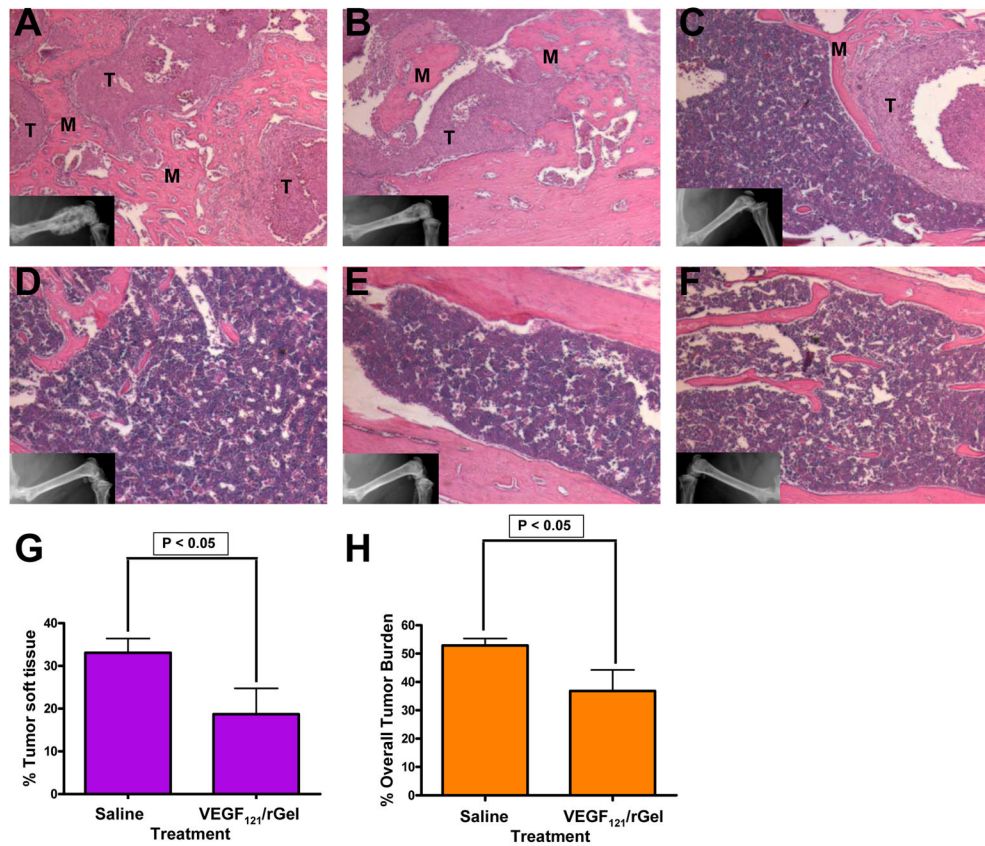 A
B
C
T
T
M
M
T
M
M
T
M
T
D
E
F
G
P < 0.05
% Tumor soft tissue
40
30
20
10
0
Saline
VEGF121/rGel
Treatment
H
P < 0.05
% Overall Tumor Burden
60
50
40
30
20
10
0
Saline
VEGF121/rGel
Treatment